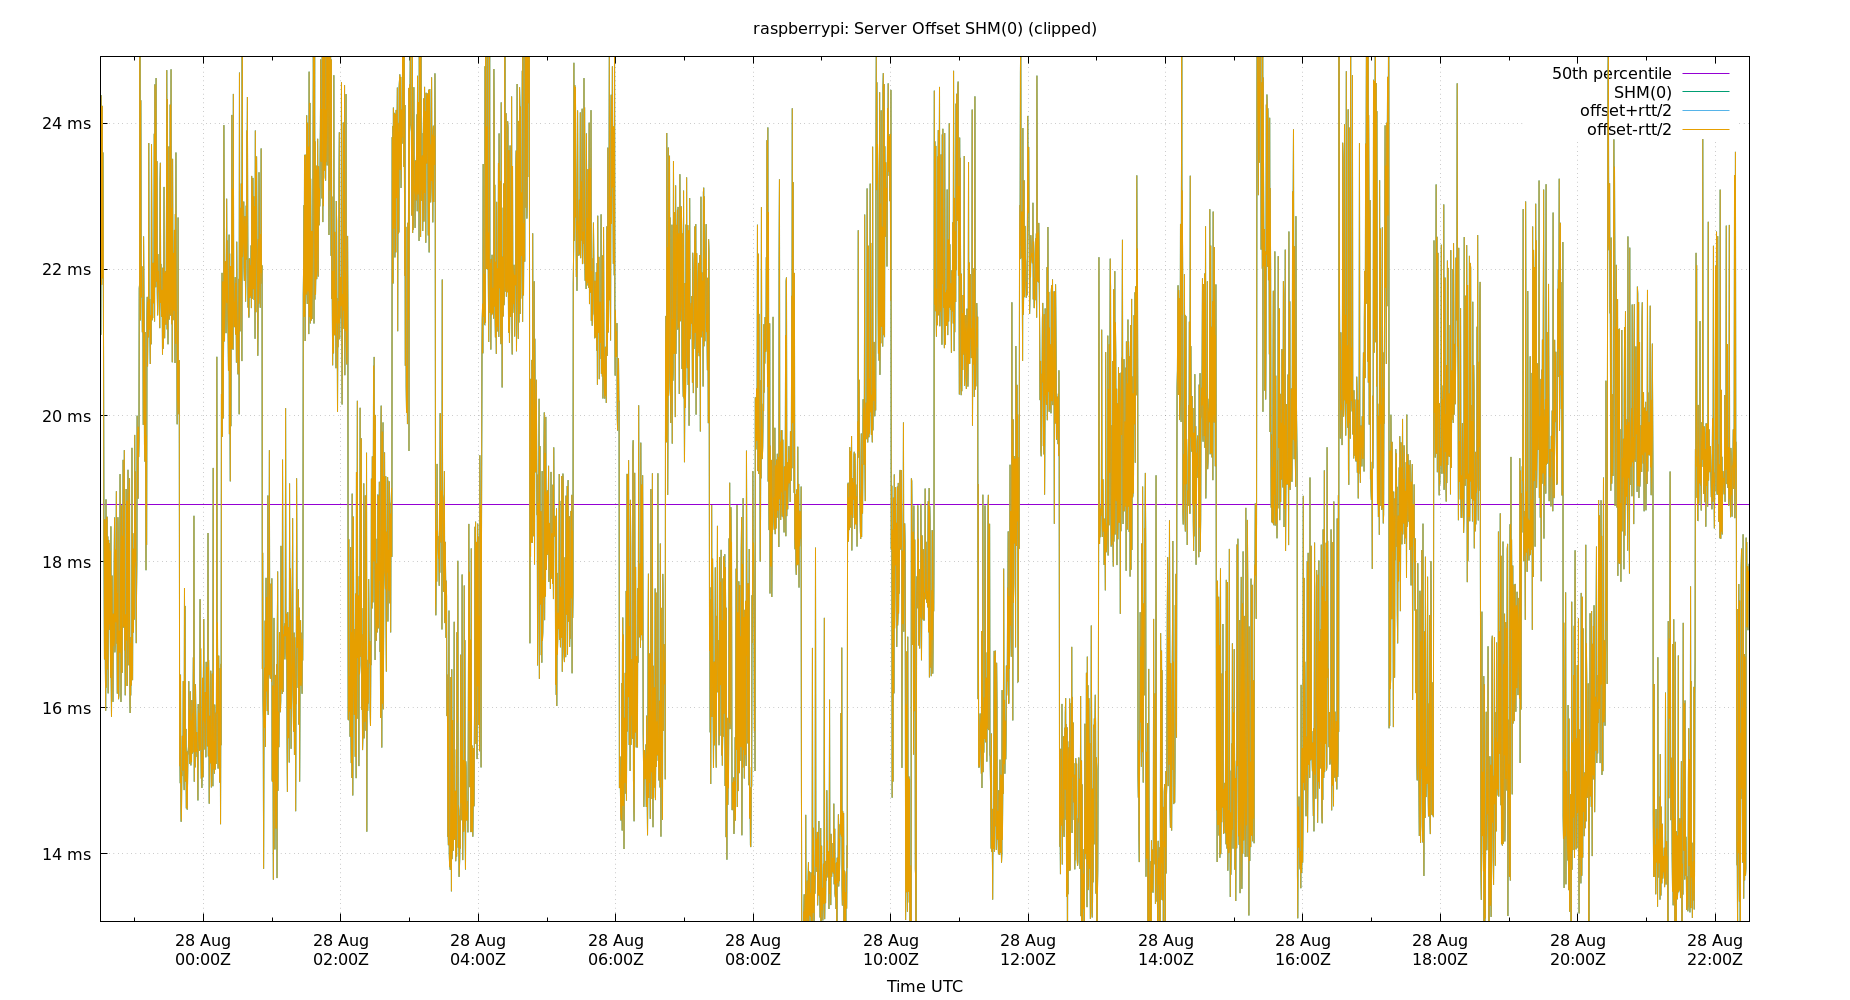 raspberrypi: Server Offset SHM(0) (clipped)
50th percentile
SHM(0)
offset+rtt/2
offset-rtt/2
24 ms
22 ms
20 ms
18 ms
16 ms
14 ms
28 Aug 28 Aug 28 Aug 28 Aug 28 Aug 28 Aug 28 Aug 28 Aug 28 Aug 28 Aug 28 Aug 28 Aug
00:00Z 02:00Z 04:00Z 06:00Z 08:00Z 10:00Z 12:00Z 14:00Z 16:00Z 18:00Z 20:00Z 22:00Z
Time UTC